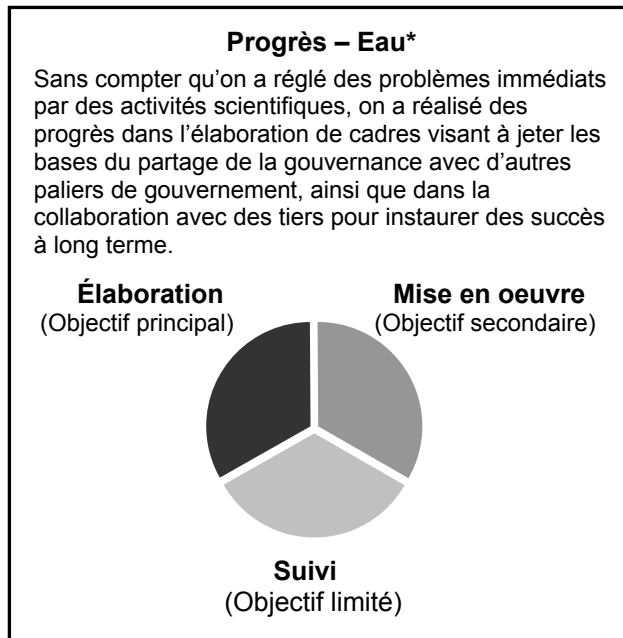 Progrès – Eau*
Sans compter qu’on a réglé des problèmes immédiats
par des activités scientifiques, on a réalisé des
progrès dans l’élaboration de cadres visant à jeter les
bases du partage de la gouvernance avec d’autres
paliers de gouvernement, ainsi que dans la
collaboration avec des tiers pour instaurer des succès
à long terme.
Élaboration
(Objectif principal)
Mise en oeuvre
(Objectif secondaire)
Suivi
(Objectif limité)